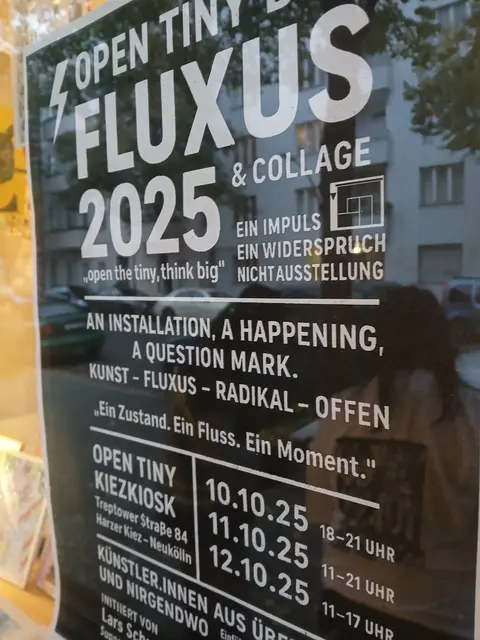 OPEN TINY
FLUXUS
2025
& COLLAGE
„open the tiny, think big"
EIN IMPULS
EIN WIDERSPRUCH
NICHTAUSSTELLUNG
AN INSTALLATION, A HAPPENING,
A QUESTION MARK.
KUNST – FLUXUS – RADIKAL – OFFEN
„Ein Zustand. Ein Fluss. Ein Moment."
OPEN TINY
KIEZKIOSK
Treptower Straße 84
Harzer Kiez – Neukölln
10.10.25 18–21 UHR
11.10.25 11–21 UHR
12.10.25 11–17 UHR
KÜNSTLER.INNEN AUS
UND NIRGENDWO
INITIIERT VON
Lars